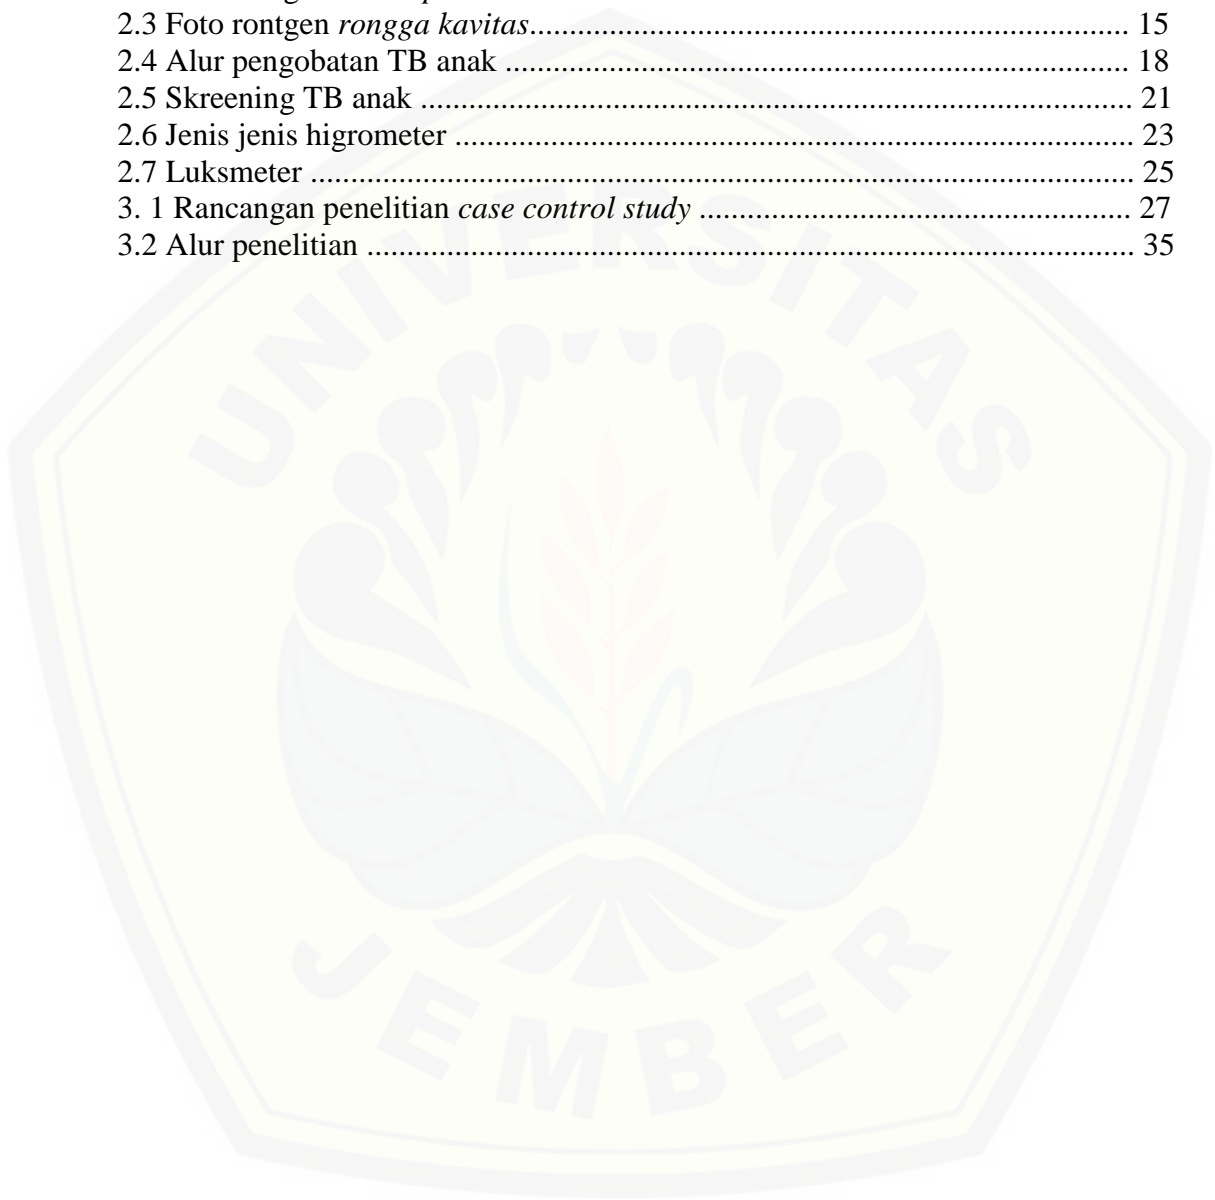 2.3 Foto rontgen rongga kavitas.......................................................................... 15
2.4 Alur pengobatan TB anak ............................................................................. 18
2.5 Skreening TB anak ........................................................................................ 21
2.6 Jenis jenis higrometer .................................................................................... 23
2.7 Luksmeter ...................................................................................................... 25
3. 1 Rancangan penelitian case control study ..................................................... 27
3.2 Alur penelitian ............................................................................................... 35
UNIVERSITAS
JEMBER